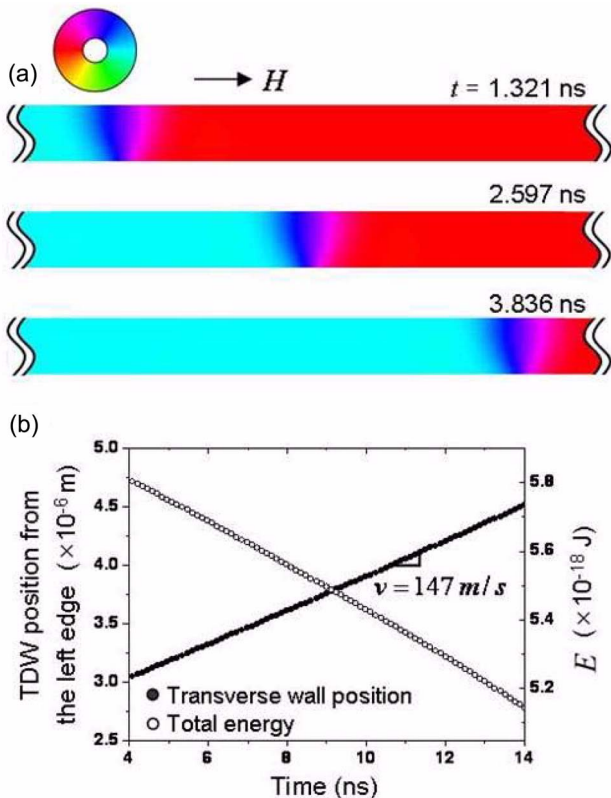 (a)
H
t = 1.321 ns
2.597 ns
3.836 ns
(b)
TDW position from
the left edge (×10⁻⁶ m)
5.0
4.5
4.0
3.5
3.0
2.5
v = 147 m/s
Transverse wall position
Total energy
5.8
5.6
5.4
5.2
E (×10⁻¹⁸ J)
4 6 8 10 12 14
Time (ns)